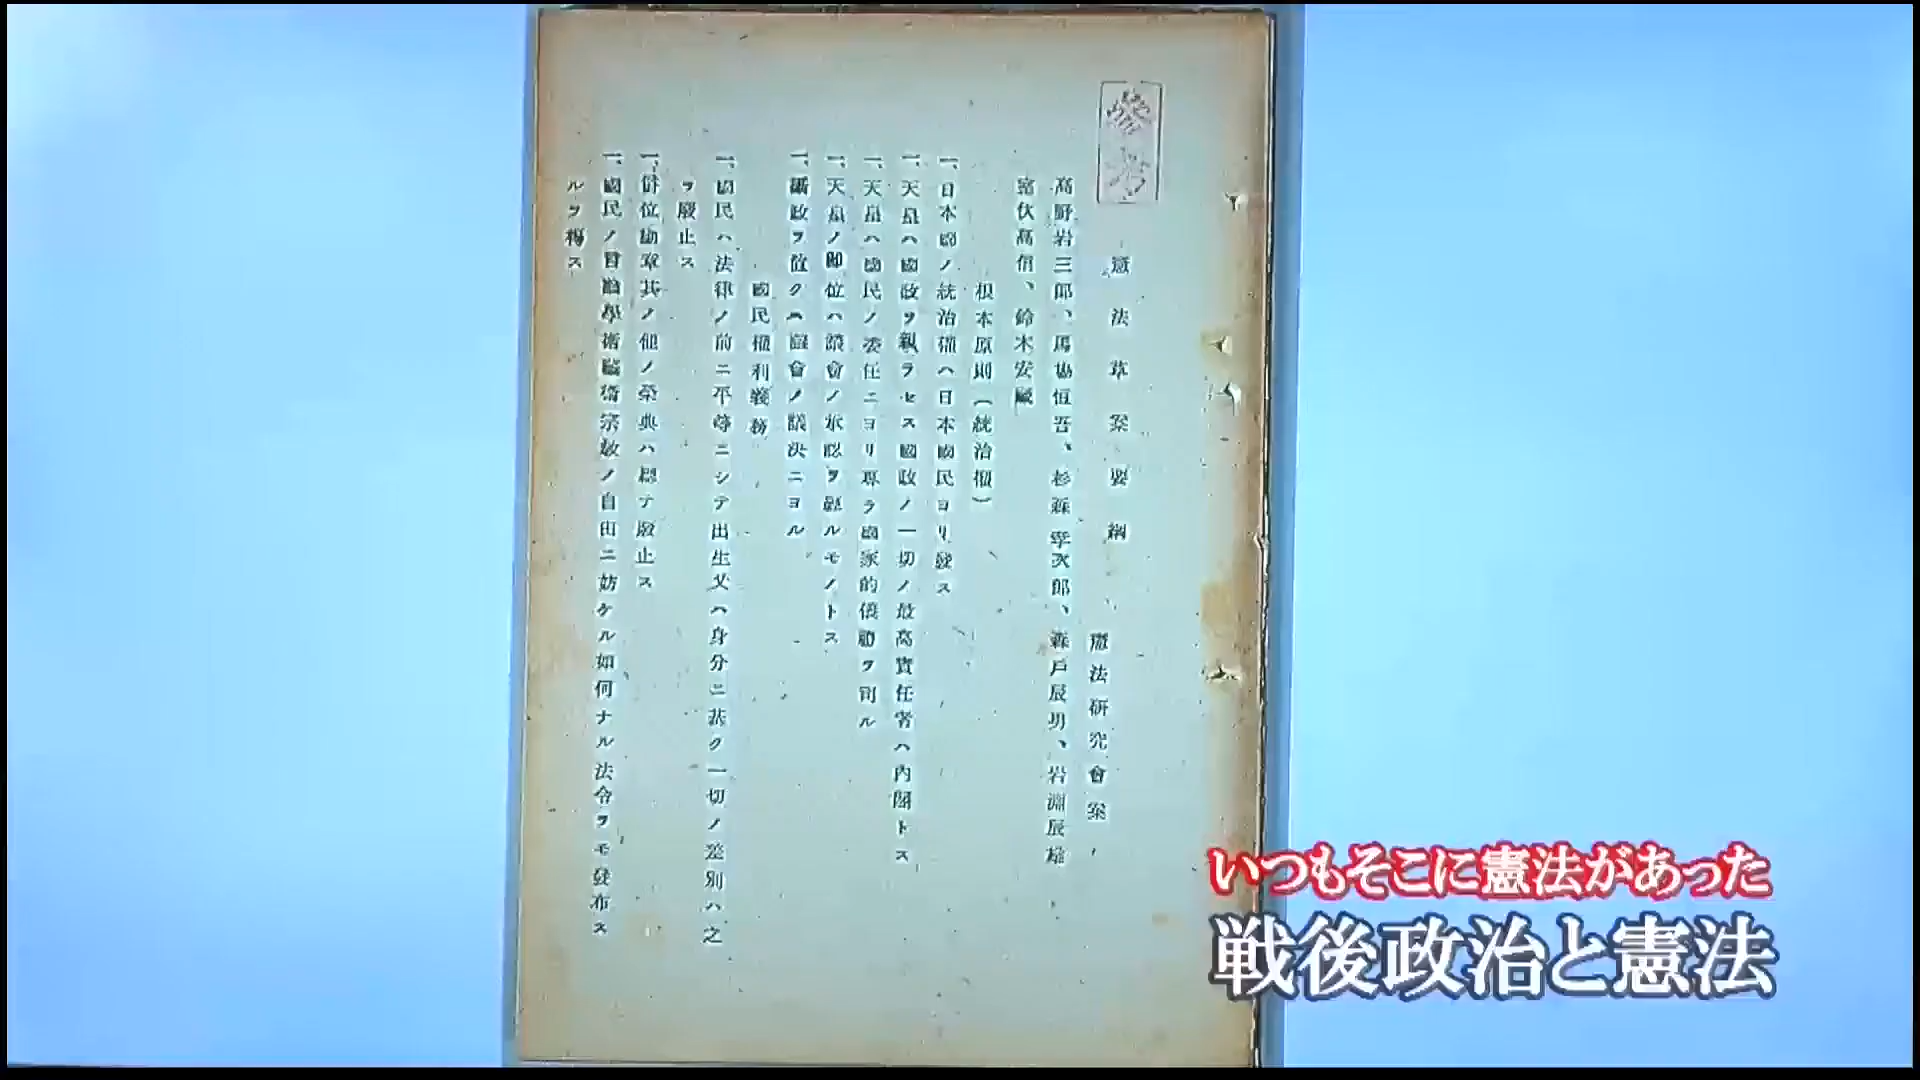 參考
憲法草案要綱
憲法研究會案
高野岩三郎、馬場恒吾、杉森孝次郎、森戸辰男、岩淵辰雄
室伏高信、鈴木安藏
根本原則(統治權)
一、日本國ノ統治權ハ日本國民ヨリ發ス
一、天皇ハ國政ヲ親ラセス國政ノ一切ノ最高責任者ハ內閣トス
一、天皇ハ國民ノ委任ニヨリ專ラ國家的儀禮ヲ司ル
一、天皇ノ卽位ハ議會ノ承認ヲ經ルモノトス
一、攝政ヲ置クハ議會ノ議決ニヨル
國民權利義務
一、國民ハ法律ノ前ニ平等ニシテ出生又ハ身分ニ基ク一切ノ差別ハ之
ヲ廢止ス
一、爵位勳章其ノ他ノ榮典ハ總テ廢止ス
一、國民ノ言論學術藝術宗敎ノ自由ニ妨ケル如何ナル法令ヲモ發布ス
ルヲ得ス
いつもそこに憲法があった
戦後政治と憲法